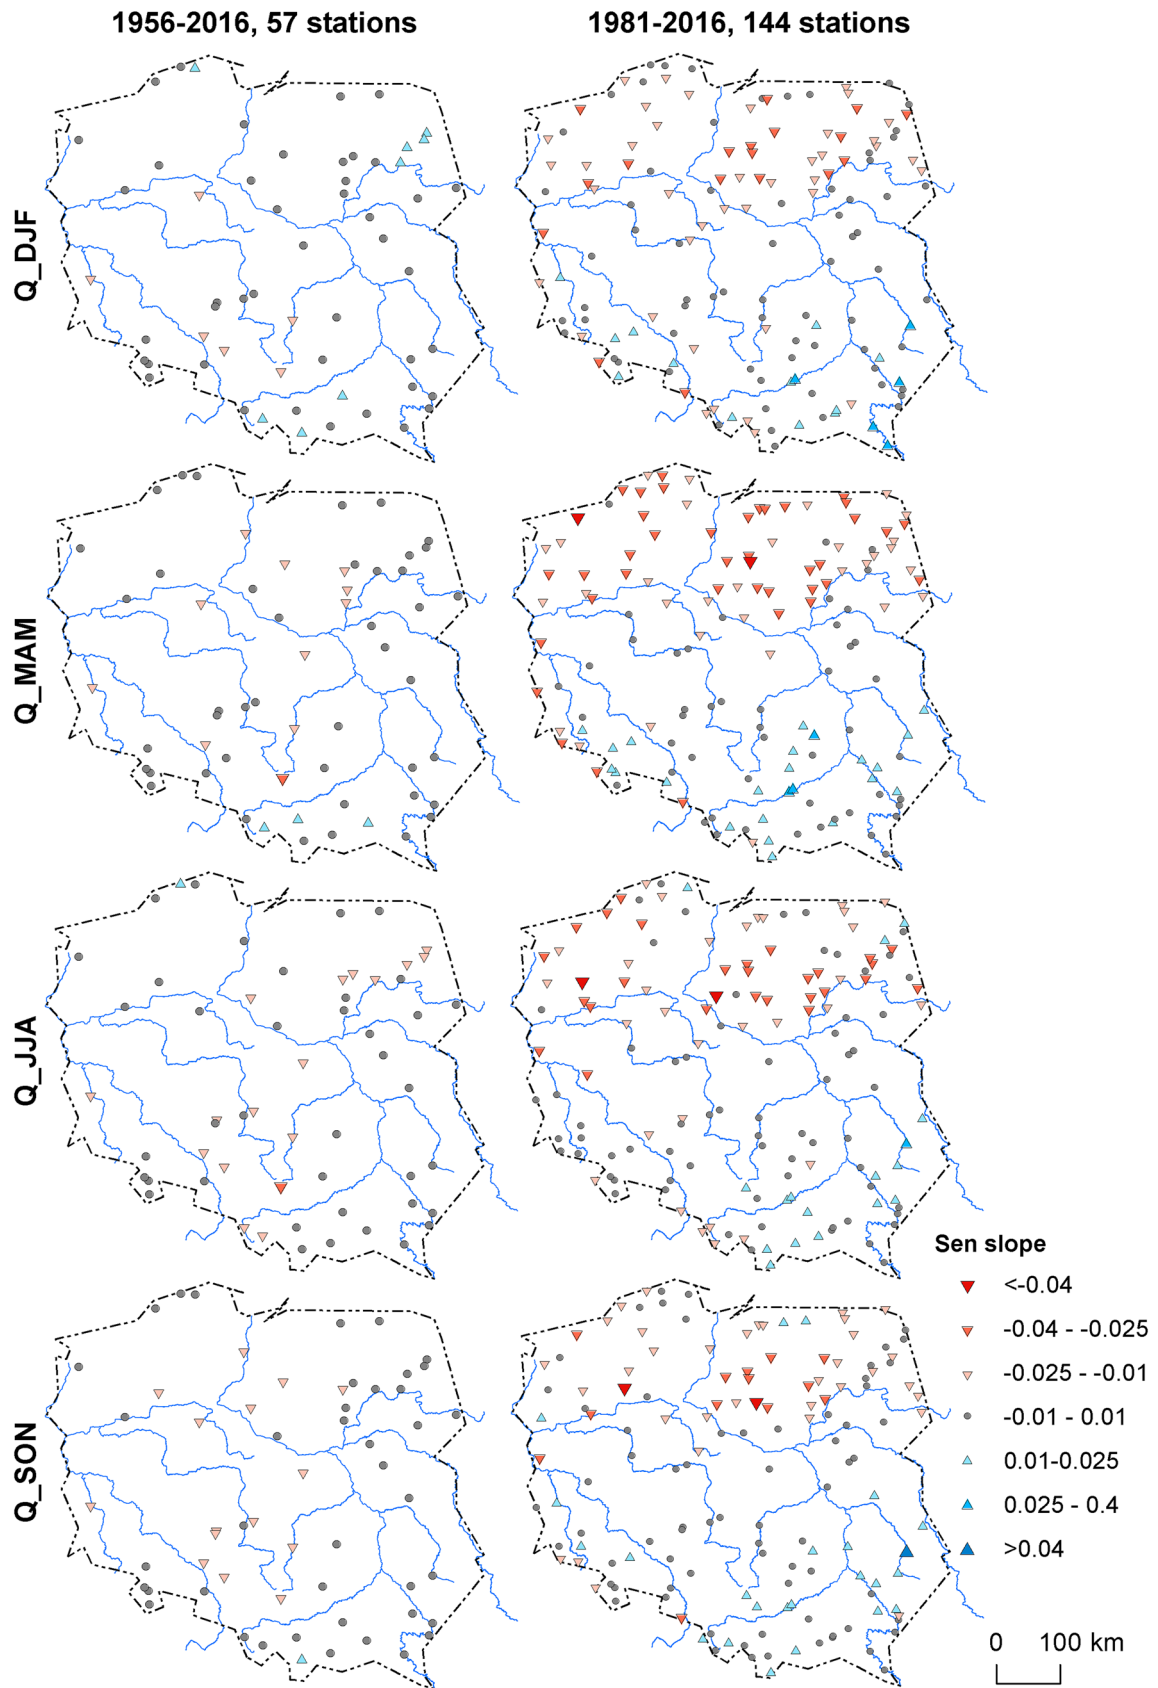 1956-2016, 57 stations
1981-2016, 144 stations
Q_DJF
Q_MAM
Q_JJA
Q_SON
Sen slope
<-0.04
-0.04 - -0.025
-0.025 - -0.01
-0.01 - 0.01
0.01-0.025
0.025 - 0.4
>0.04
0 100 km